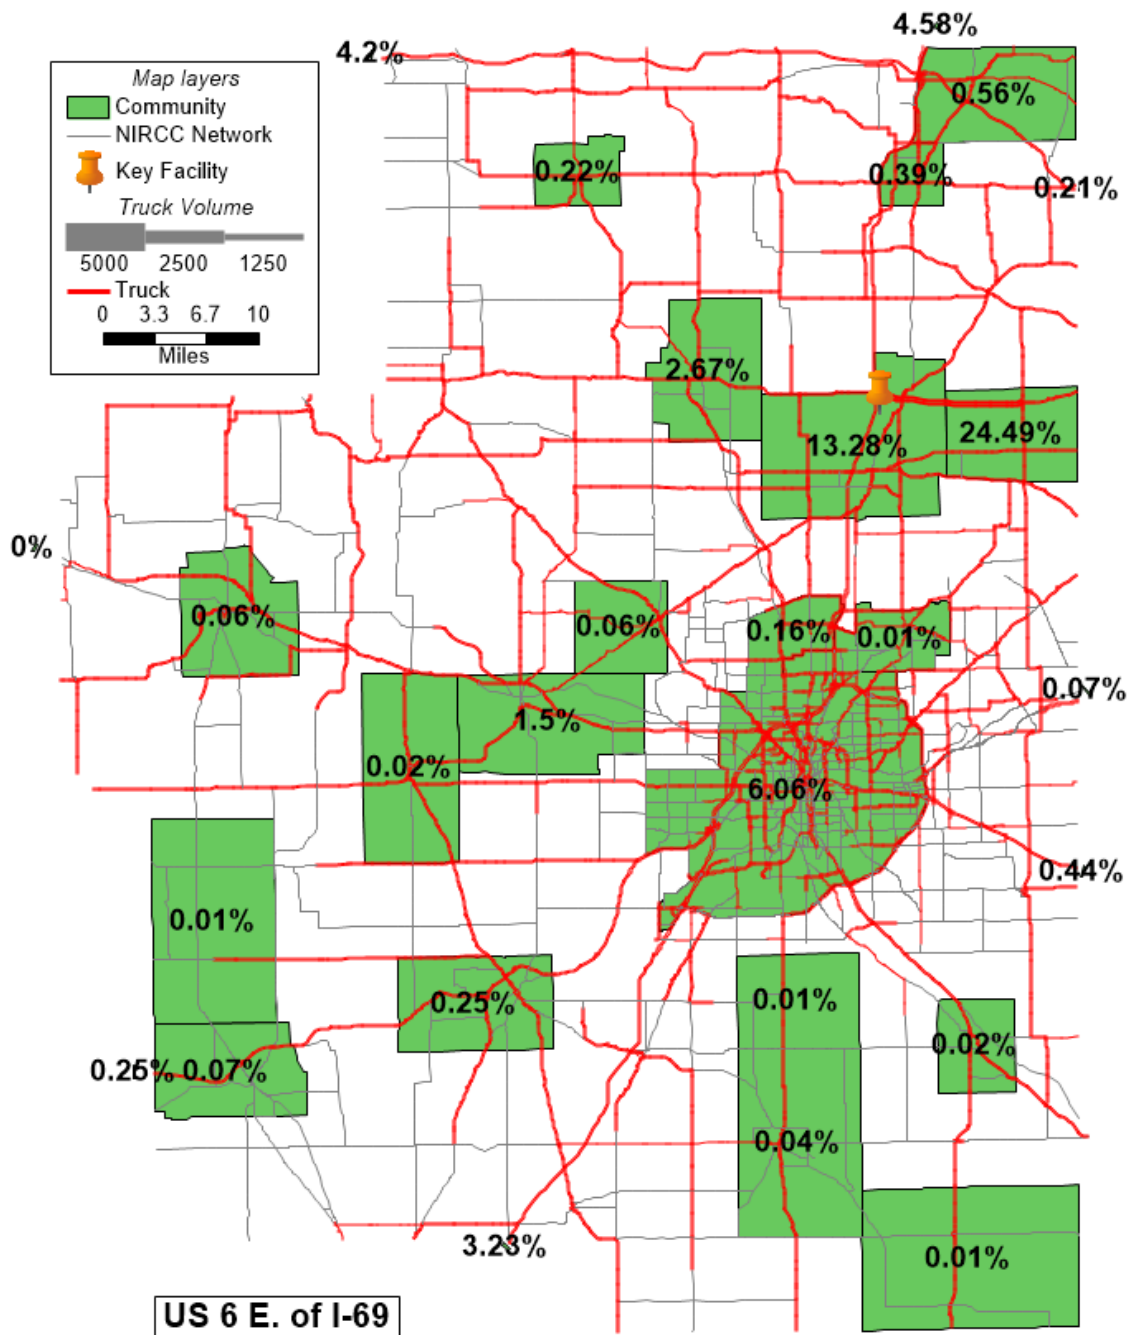 4.58%
4.2%
Map layers
Community
NIRCC Network
Key Facility
Truck Volume
5000 2500 1250
Truck
0 3.3 6.7 10
Miles
0.56%
0.22%
0.39%
0.21%
2.67%
13.28%
24.49%
0%
0.06%
0.06%
0.16%
0.01%
0.07%
1.5%
0.02%
6.06%
0.44%
0.01%
0.25%
0.01%
0.02%
0.25% 0.07%
0.04%
3.23%
0.01%
US 6 E. of I-69